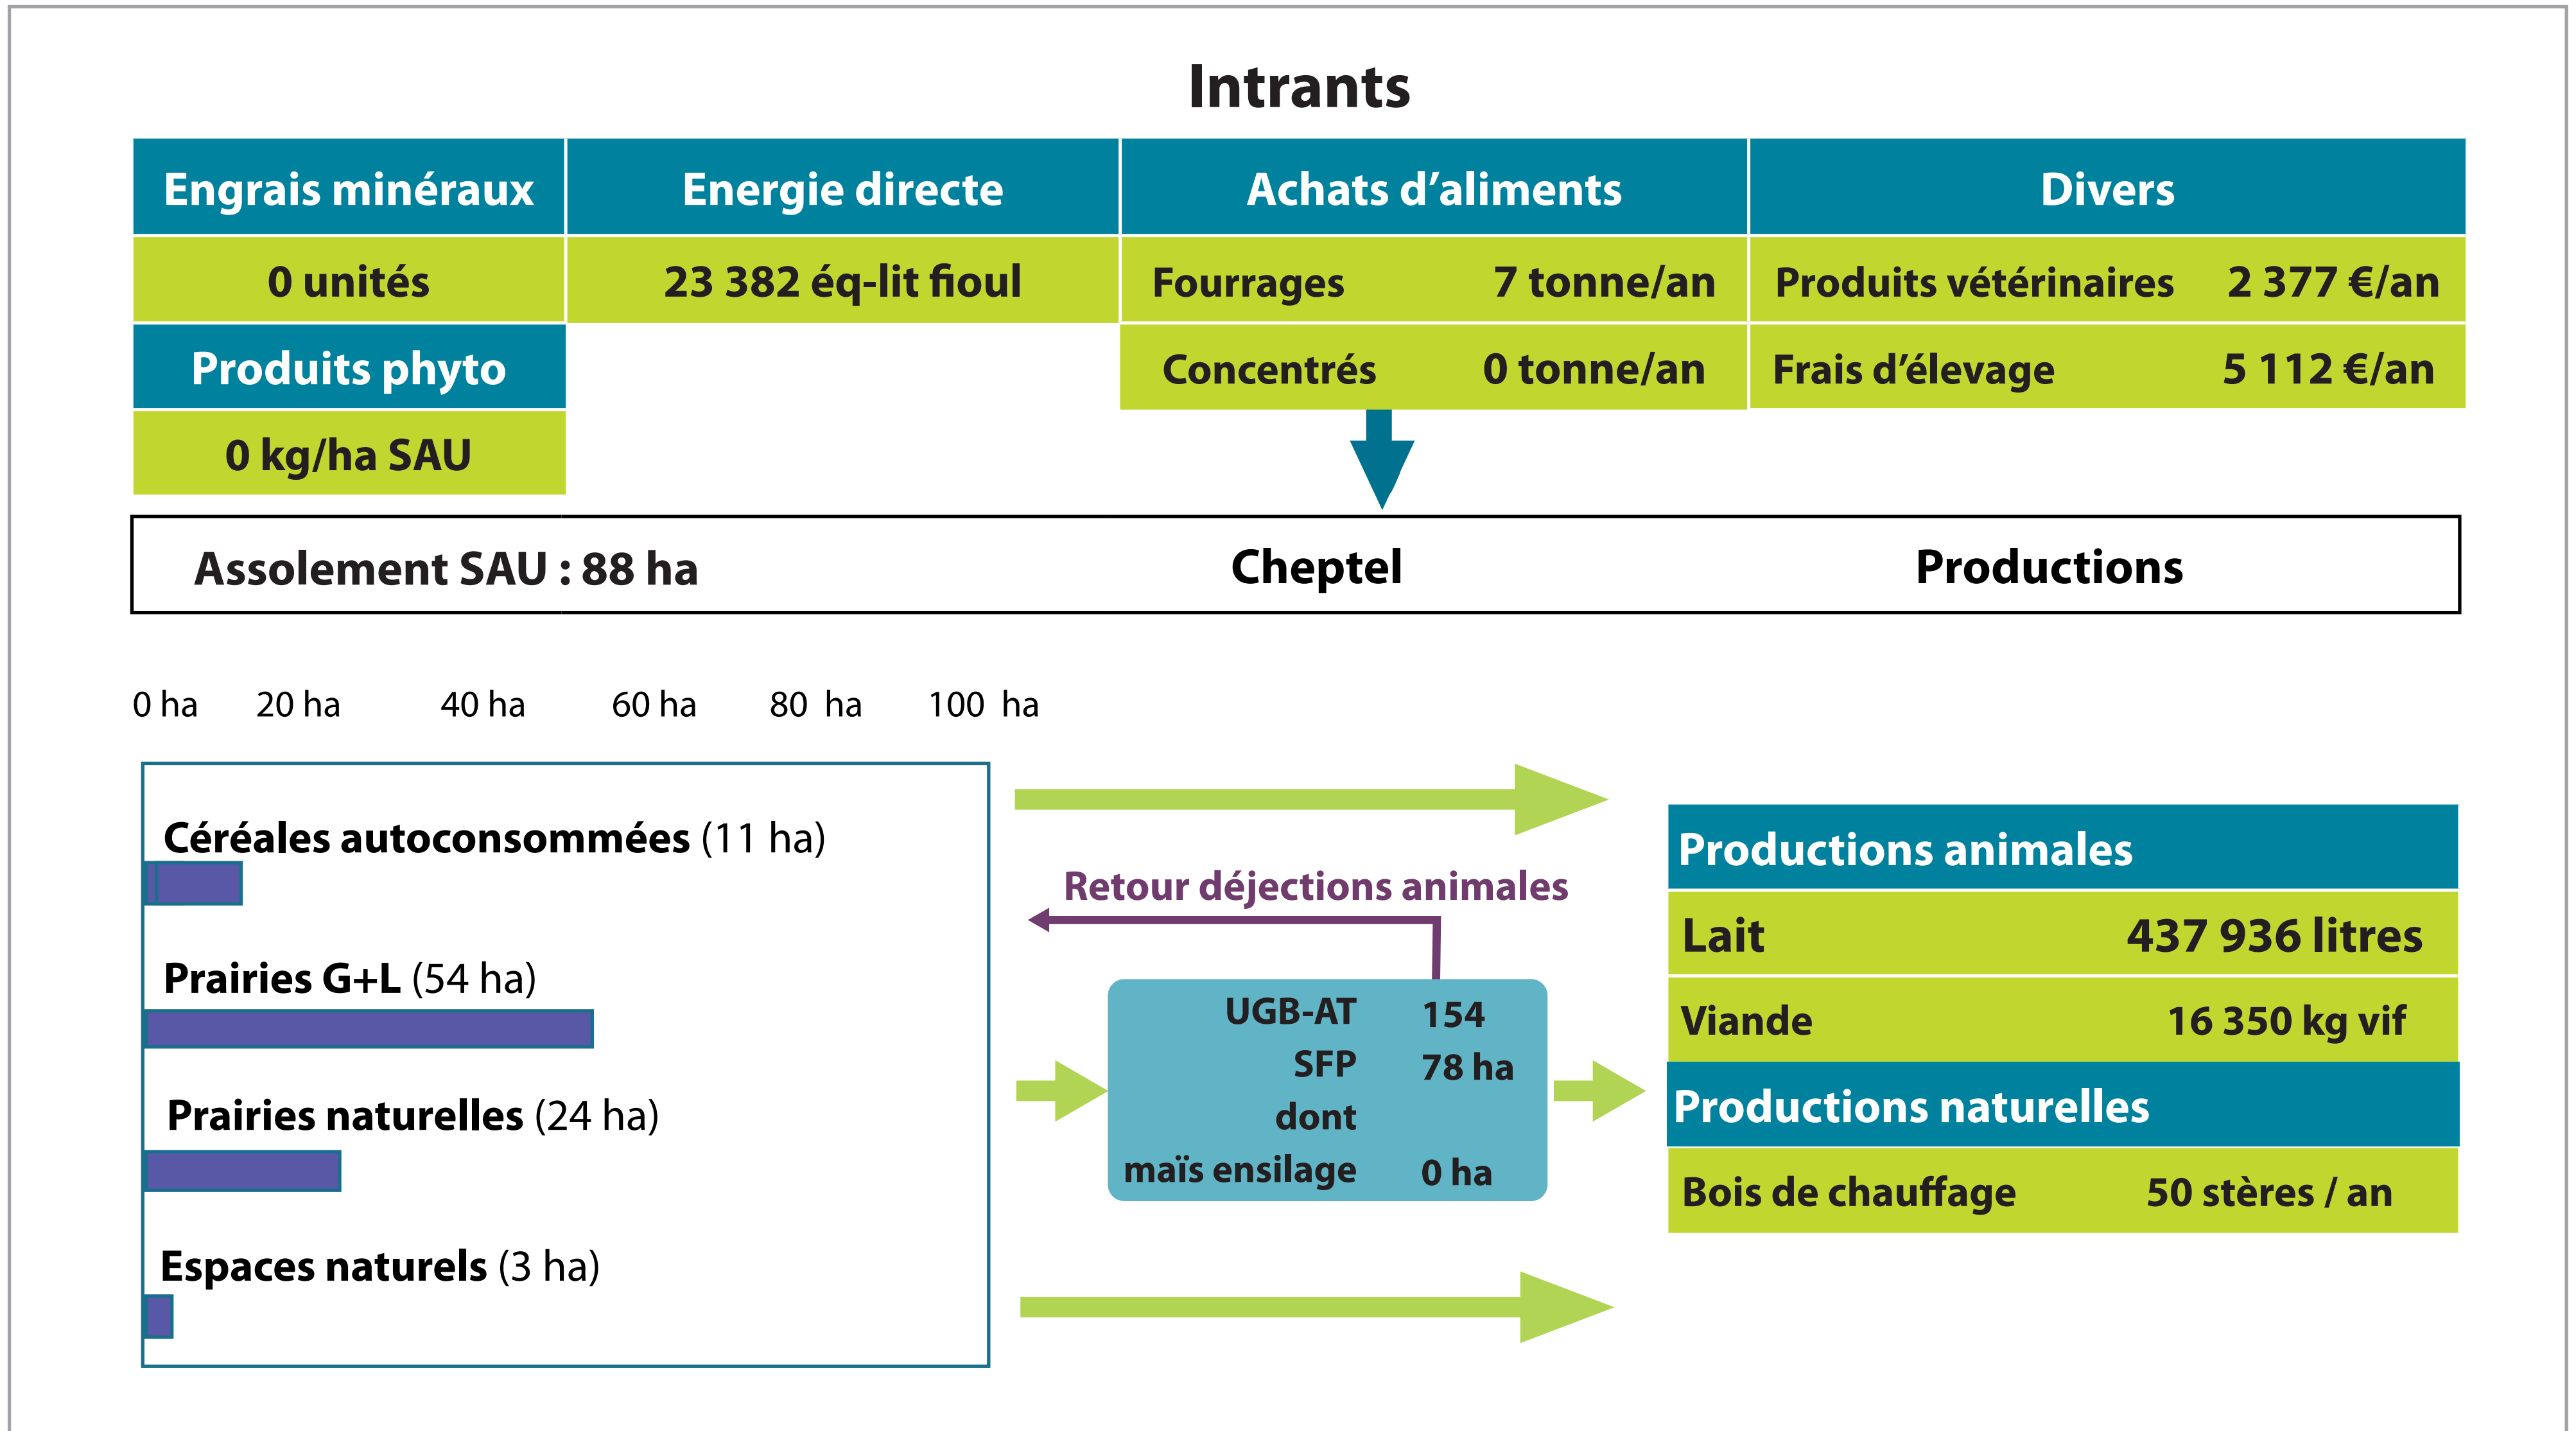 Intrants
Engrais minéraux
Energie directe
Achats d’aliments
Divers
0 unités
23 382 éq-lit fioul
Fourrages 7 tonne/an
Produits vétérinaires 2 377 €/an
Produits phyto
Concentrés 0 tonne/an
Frais d’élevage 5 112 €/an
0 kg/ha SAU
Assolement SAU : 88 ha
Cheptel
Productions
0 ha 20 ha 40 ha 60 ha 80 ha 100 ha
Céréales autoconsommées (11 ha)
Prairies G+L (54 ha)
Prairies naturelles (24 ha)
Espaces naturels (3 ha)
Retour déjections animales
UGB-AT 154
SFP 78 ha
dont
maïs ensilage 0 ha
Productions animales
Lait 437 936 litres
Viande 16 350 kg vif
Productions naturelles
Bois de chauffage 50 stères / an